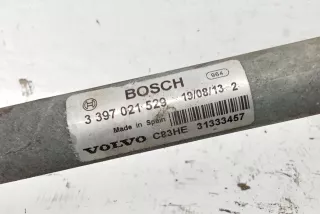 BOSCH
964
3 397 021 529 19/08/13 2
Made in Spain
VOLVO C83HE 31333457